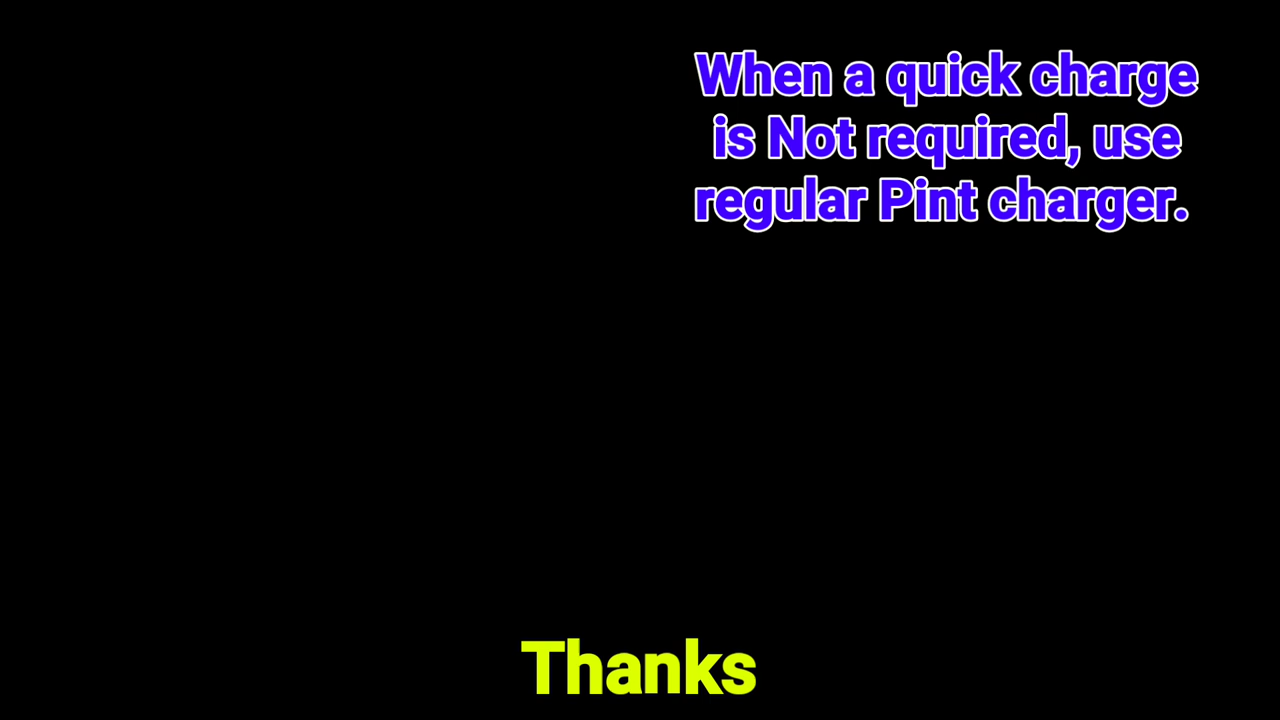 When a quick charge
is Not required, use
regular Pint charger.
Thanks